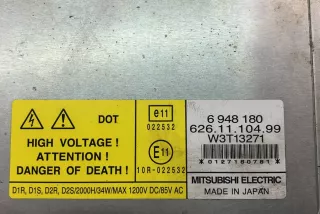 DOT
HIGH VOLTAGE !
ATTENTION !
DANGER OF DEATH !
D1R, D1S, D2R, D2S/2000H/34W/MAX 1200V DC/85V AC
e11
022532
E11
10R-022532
6 948 180
626.11.104.99
W3T13271
*0127180781*
MITSUBISHI ELECTRIC
MADE IN JAPAN